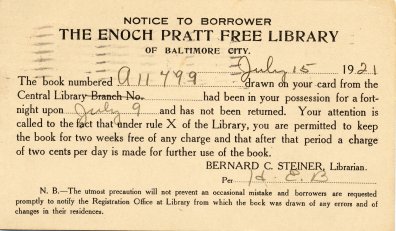 NOTICE TO BORROWER
THE ENOCH PRATT FREE LIBRARY
OF BALTIMORE CITY.
July 15 1921
The book numbered a11499 drawn on your card from the
Central Library Branch No. had been in your possession for a fort-
night upon July 9 and has not been returned. Your attention is
called to the fact that under rule X of the Library, you are permitted to
keep the book for two weeks free of any charge and that after that period a charge
of two cents per day is made for further use of the book.
BERNARD C. STEINER, Librarian.
Per H. E. B
N. B.—The utmost precaution will not prevent an occasional mistake and borrowers are requested
promptly to notify the Registration Office at Library from which the book was drawn of any errors and of
changes in their residences.